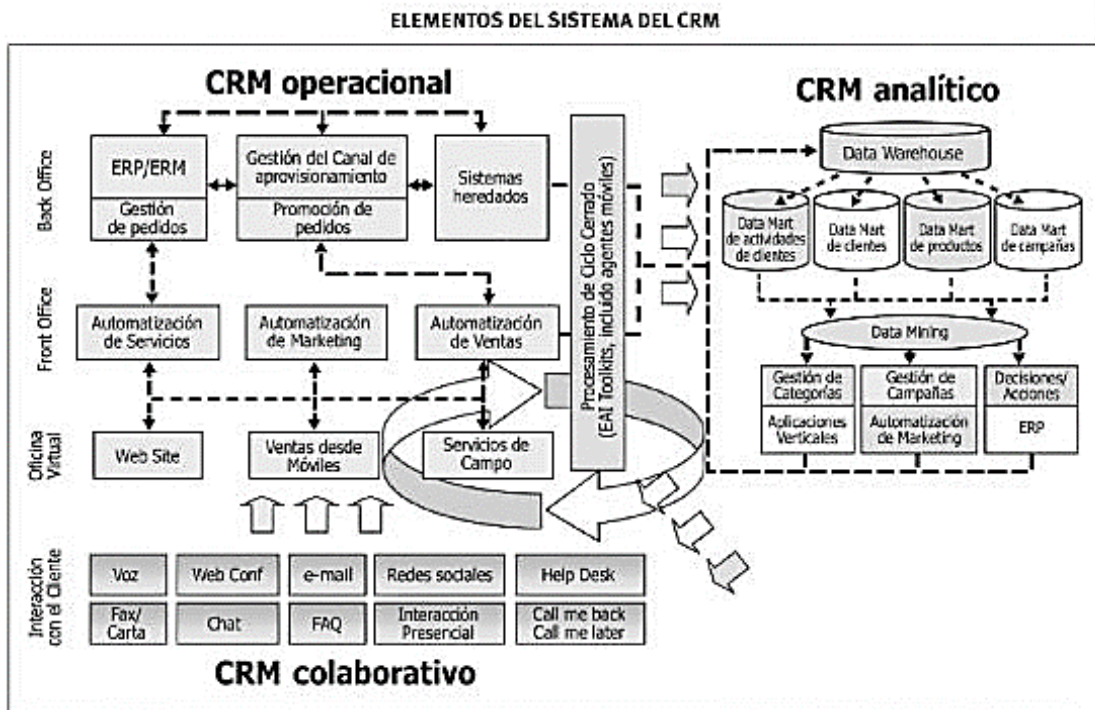 ELEMENTOS DEL SISTEMA DEL CRM
CRM operacional
CRM analítico
Back Office
ERP/ERM
Gestión
de pedidos
Gestión del Canal de
aprovisionamiento
Promoción de
pedidos
Sistemas
heredados
Front Office
Automatización
de Servicios
Automatización
de Marketing
Automatización
de Ventas
Oficina
Virtual
Web Site
Ventas desde
Móviles
Servicios de
Campo
Procesamiento de Ciclo Cerrado
(EAI Toolkits, incluido agentes móviles)
Data Warehouse
Data Mart
de actividades
de clientes
Data Mart
de clientes
Data Mart
de productos
Data Mart
de campañas
Data Mining
Gestión de
Categorías
Aplicaciones
Verticales
Gestión de
Campañas
Automatización
de Marketing
Decisiones/
Acciones
ERP
Interacción
con el Cliente
Voz
Web Conf
e-mail
Redes sociales
Help Desk
Fax/
Carta
Chat
FAQ
Interacción
Presencial
Call me back
Call me later
CRM colaborativo